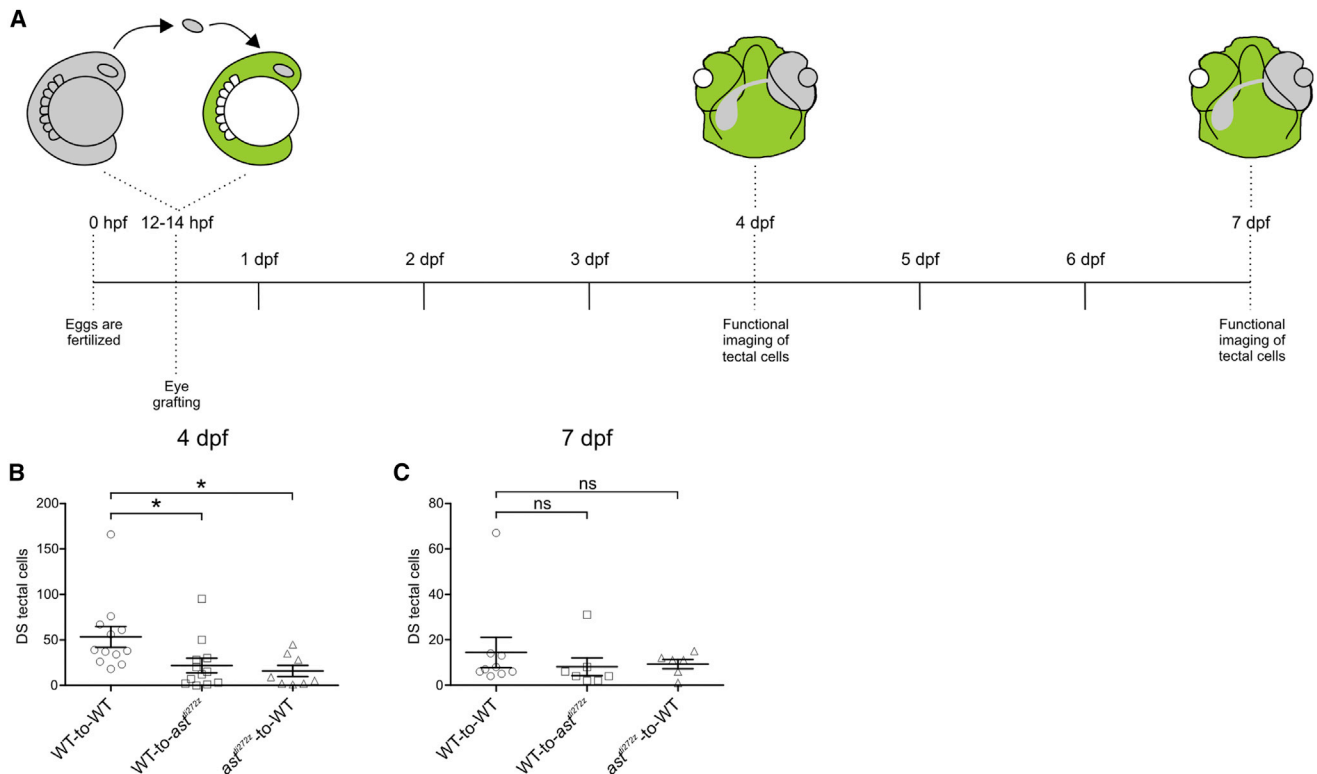 A
0 hpf 12-14 hpf 4 dpf 7 dpf
1 dpf 2 dpf 3 dpf 5 dpf 6 dpf
Eggs are
fertilized
Functional
imaging of
tectal cells
Functional
imaging of
tectal cells
Eye
grafting
4 dpf
B
DS tectal cells
200
150
100
50
0
*
*
WT-to-WT
WT-to-ast^ti272z
ast^ti272z-to-WT
7 dpf
C
DS tectal cells
80
60
40
20
0
ns
ns
WT-to-WT
WT-to-ast^ti272z
ast^ti272z-to-WT